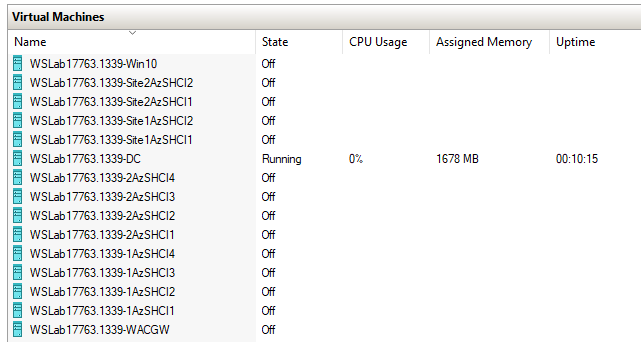 Virtual Machines
Name State CPU Usage Assigned Memory Uptime
WSLab17763.1339-Win10 Off
WSLab17763.1339-Site2AzSHCI2 Off
WSLab17763.1339-Site2AzSHCI1 Off
WSLab17763.1339-Site1AzSHCI2 Off
WSLab17763.1339-Site1AzSHCI1 Off
WSLab17763.1339-DC Running 0% 1678 MB 00:10:15
WSLab17763.1339-2AzSHCI4 Off
WSLab17763.1339-2AzSHCI3 Off
WSLab17763.1339-2AzSHCI2 Off
WSLab17763.1339-2AzSHCI1 Off
WSLab17763.1339-1AzSHCI4 Off
WSLab17763.1339-1AzSHCI3 Off
WSLab17763.1339-1AzSHCI2 Off
WSLab17763.1339-1AzSHCI1 Off
WSLab17763.1339-WACGW Off